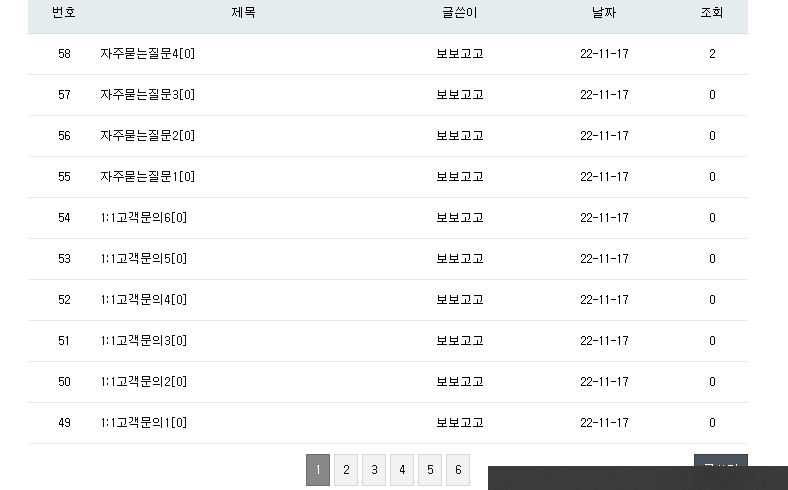 번호 제목 글쓴이 날짜 조회
58 자주묻는질문4[0] 보보고고 22-11-17 2
57 자주묻는질문3[0] 보보고고 22-11-17 0
56 자주묻는질문2[0] 보보고고 22-11-17 0
55 자주묻는질문1[0] 보보고고 22-11-17 0
54 1:1고객문의6[0] 보보고고 22-11-17 0
53 1:1고객문의5[0] 보보고고 22-11-17 0
52 1:1고객문의4[0] 보보고고 22-11-17 0
51 1:1고객문의3[0] 보보고고 22-11-17 0
50 1:1고객문의2[0] 보보고고 22-11-17 0
49 1:1고객문의1[0] 보보고고 22-11-17 0
1 2 3 4 5 6